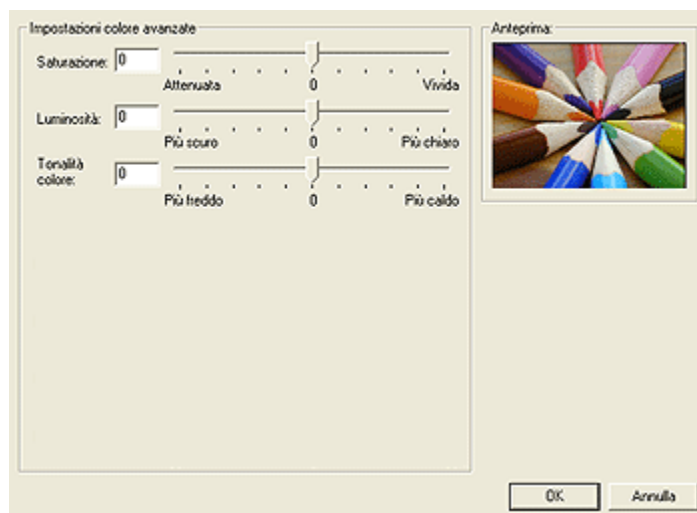 Impostazioni colore avanzate
Saturazione: 0
Attenuata 0 Vivida
Luminosità: 0
Più scuro 0 Più chiaro
Tonalità
colore: 0
Più freddo 0 Più caldo
Anteprima:
OK Annulla